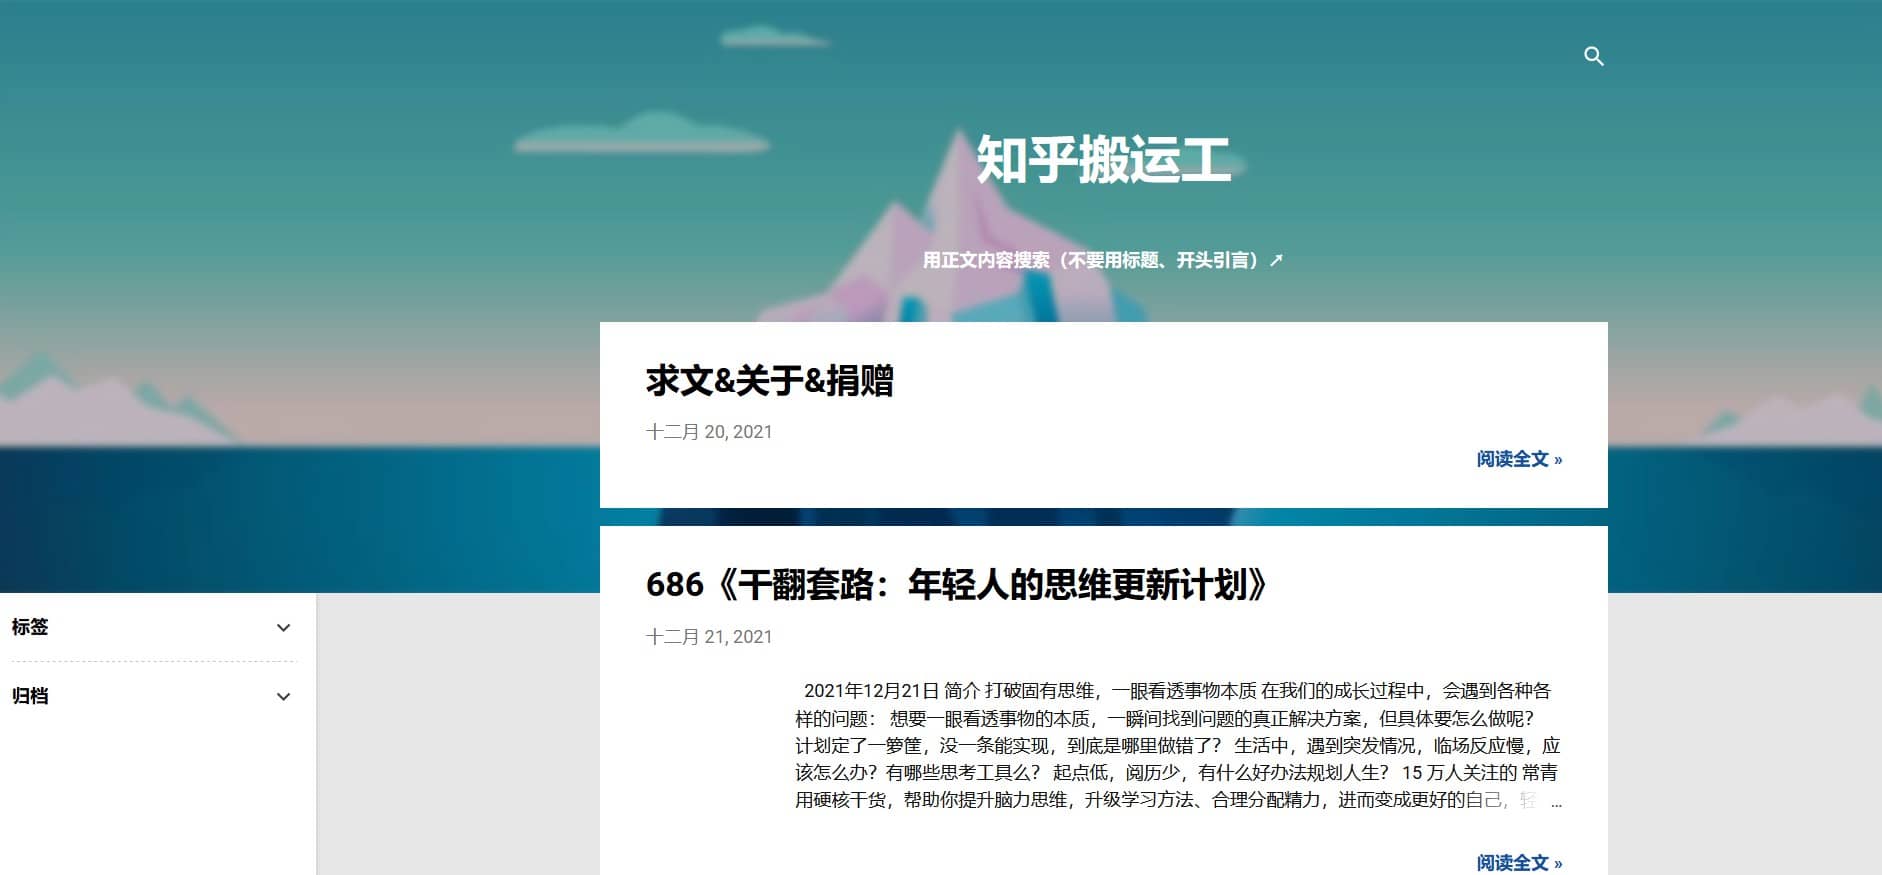 知乎搬运工
用正文内容搜索（不要用标题、开头引言）➚
求文&关于&捐赠
十二月 20, 2021
阅读全文 »
686《干翻套路：年轻人的思维更新计划》
十二月 21, 2021
2021年12月21日 简介 打破固有思维，一眼看透事物本质 在我们的成长过程中，会遇到各种各
样的问题： 想要一眼看透事物的本质，一瞬间找到问题的真正解决方案，但具体要怎么做呢？
计划定了一箩筐，没一条能实现，到底是哪里做错了？ 生活中，遇到突发情况，临场反应慢，应
该怎么办？有哪些思考工具么？ 起点低，阅历少，有什么好办法规划人生？ 15 万人关注的 常青
用硬核干货，帮助你提升脑力思维，升级学习方法、合理分配精力，进而变成更好的自己，轻 ...
阅读全文 »
标签
归档